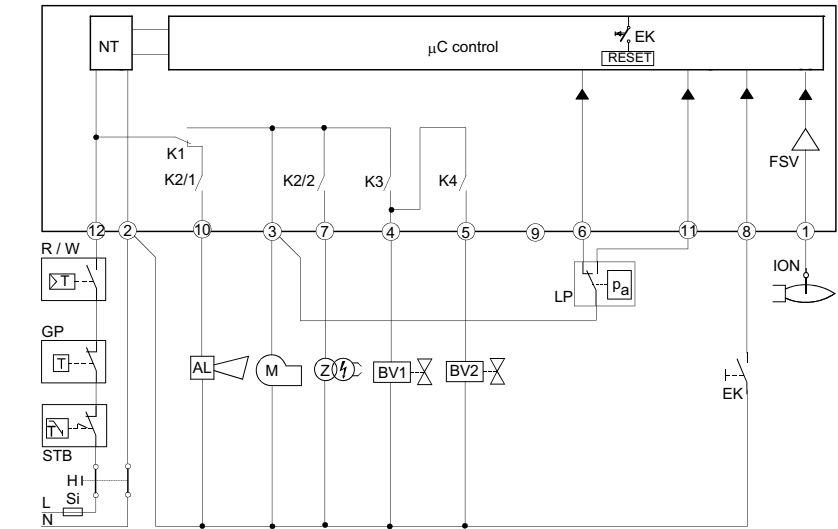 NT
µC control
EK
RESET
FSV
K1
K2/1
K2/2
K3
K4
12
2
10
3
7
4
5
9
6
11
8
1
R / W
T
LP
pa
ION
GP
T
AL
M
Z
BV1
BV2
EK
T
STB
H
L
Si
N